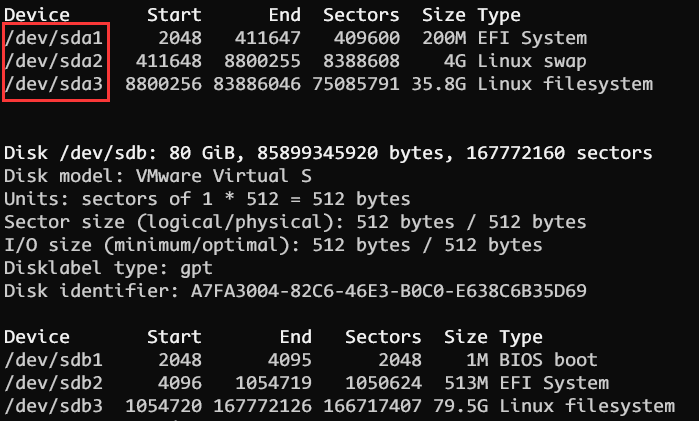 Device Start End Sectors Size Type
/dev/sda1 2048 411647 409600 200M EFI System
/dev/sda2 411648 8800255 8388608 4G Linux swap
/dev/sda3 8800256 83886046 75085791 35.8G Linux filesystem
Disk /dev/sdb: 80 GiB, 85899345920 bytes, 167772160 sectors
Disk model: VMware Virtual S
Units: sectors of 1 * 512 = 512 bytes
Sector size (logical/physical): 512 bytes / 512 bytes
I/O size (minimum/optimal): 512 bytes / 512 bytes
Disklabel type: gpt
Disk identifier: A7FA3004-82C6-46E3-B0C0-E638C6B35D69
Device Start End Sectors Size Type
/dev/sdb1 2048 4095 2048 1M BIOS boot
/dev/sdb2 4096 1054719 1050624 513M EFI System
/dev/sdb3 1054720 167772126 166717407 79.5G Linux filesystem